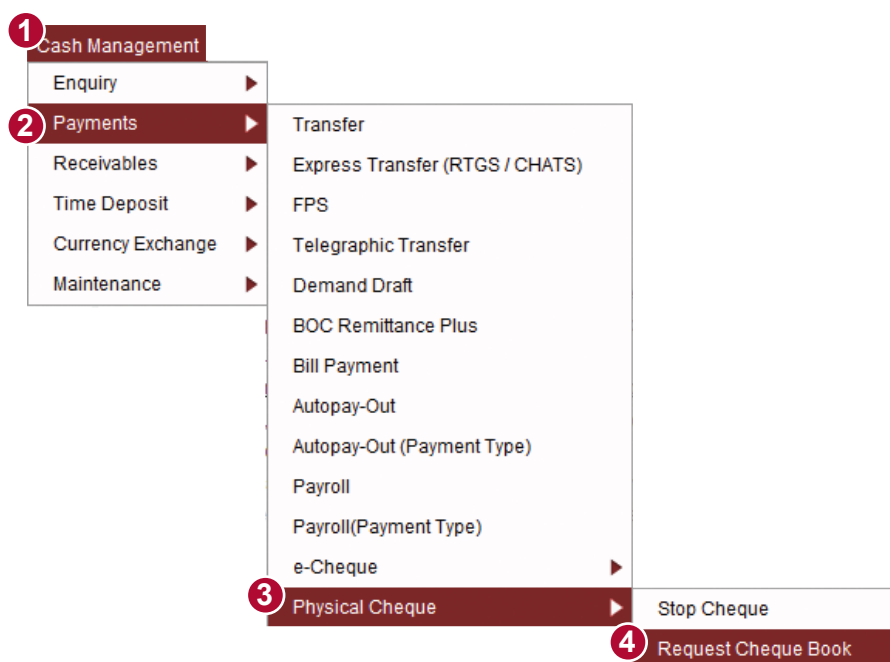 1
Cash Management
Enquiry
2 Payments
Receivables
Time Deposit
Currency Exchange
Maintenance
Transfer
Express Transfer (RTGS / CHATS)
FPS
Telegraphic Transfer
Demand Draft
BOC Remittance Plus
Bill Payment
Autopay-Out
Autopay-Out (Payment Type)
Payroll
Payroll(Payment Type)
e-Cheque
3 Physical Cheque
Stop Cheque
4 Request Cheque Book